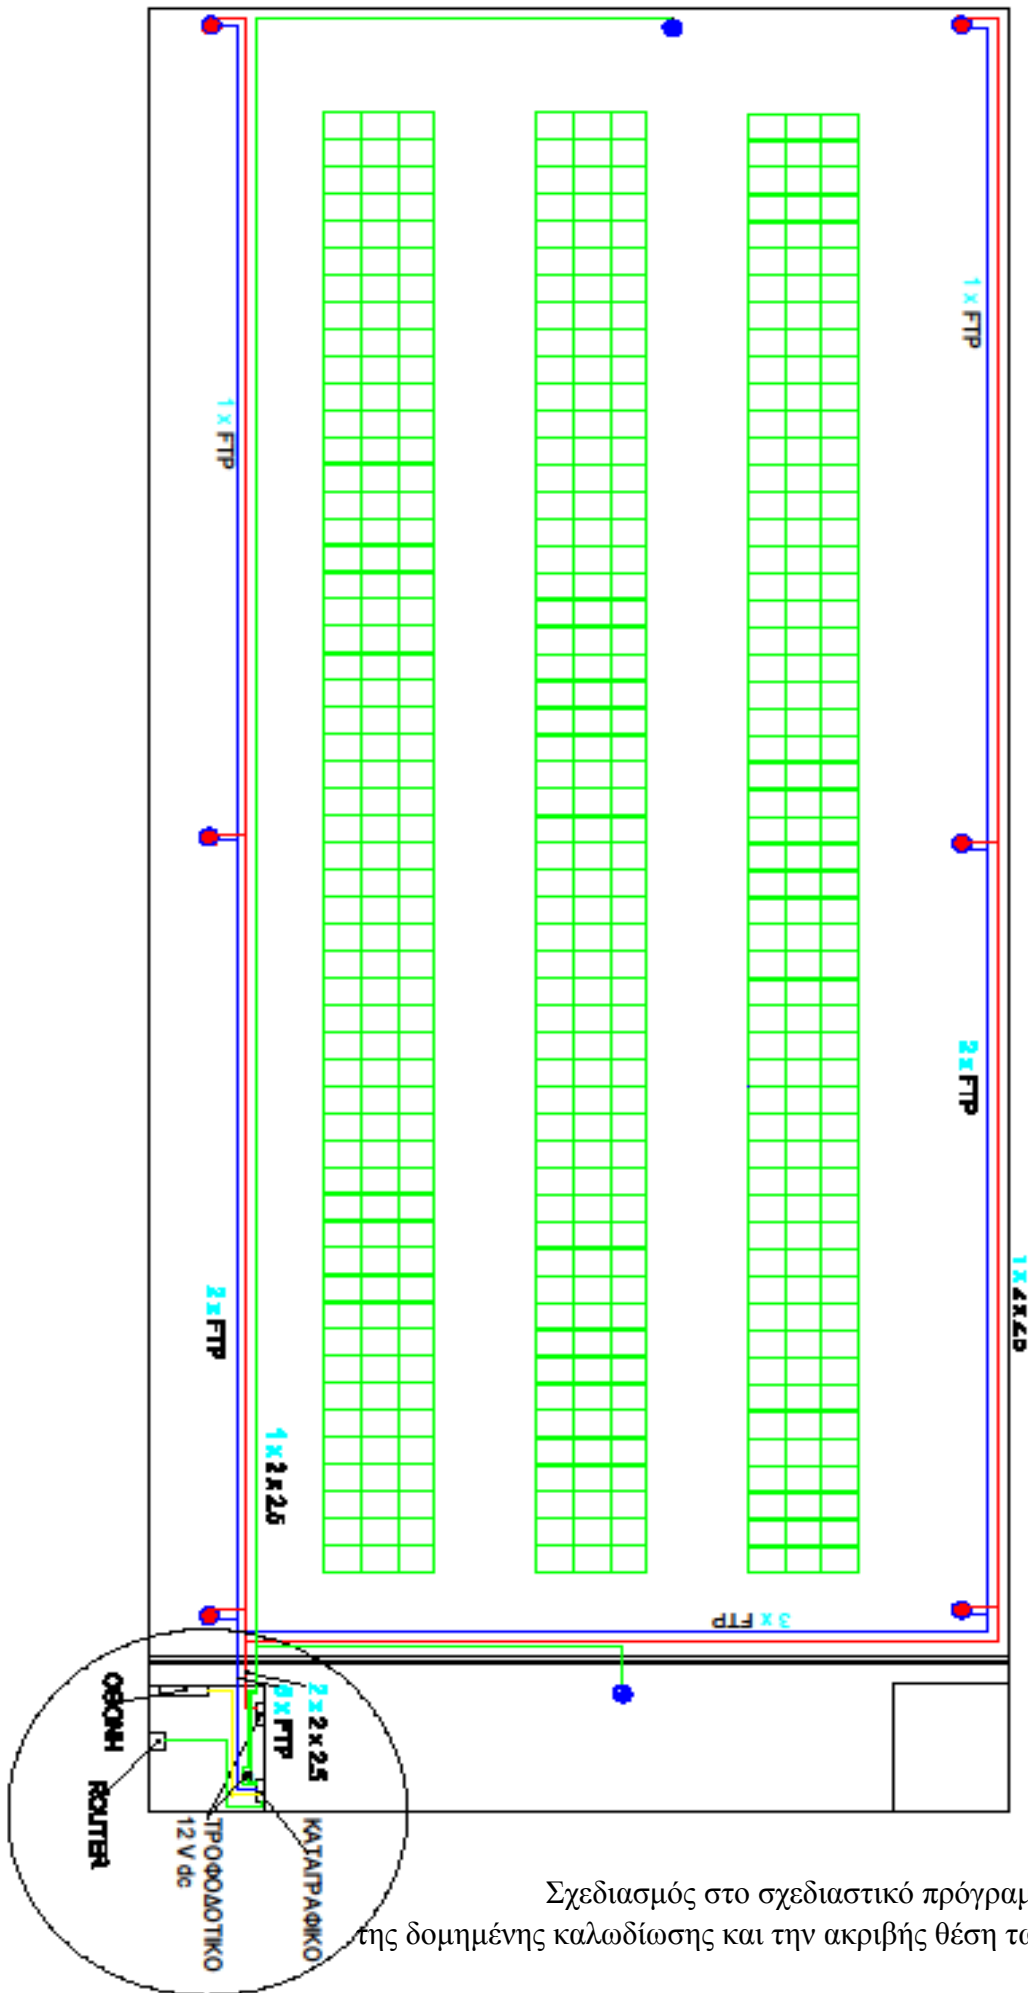 1 x FTP
1 x FTP
2 x FTP
1 x 2 x 2.5
2 x FTP
1 x 2 x 2.5
3 x FTP
2 x 2 x 2.5
6 x FTP
ΟΘΟΝΗ
ROUTER
ΤΡΟΦΟΔΟΤΙΚΟ
12 V dc
ΚΑΤΑΓΡΑΦΙΚΟ
Σχεδιασμός στο σχεδιαστικό πρόγραμ
της δομημένης καλωδίωσης και την ακριβής θέση τω